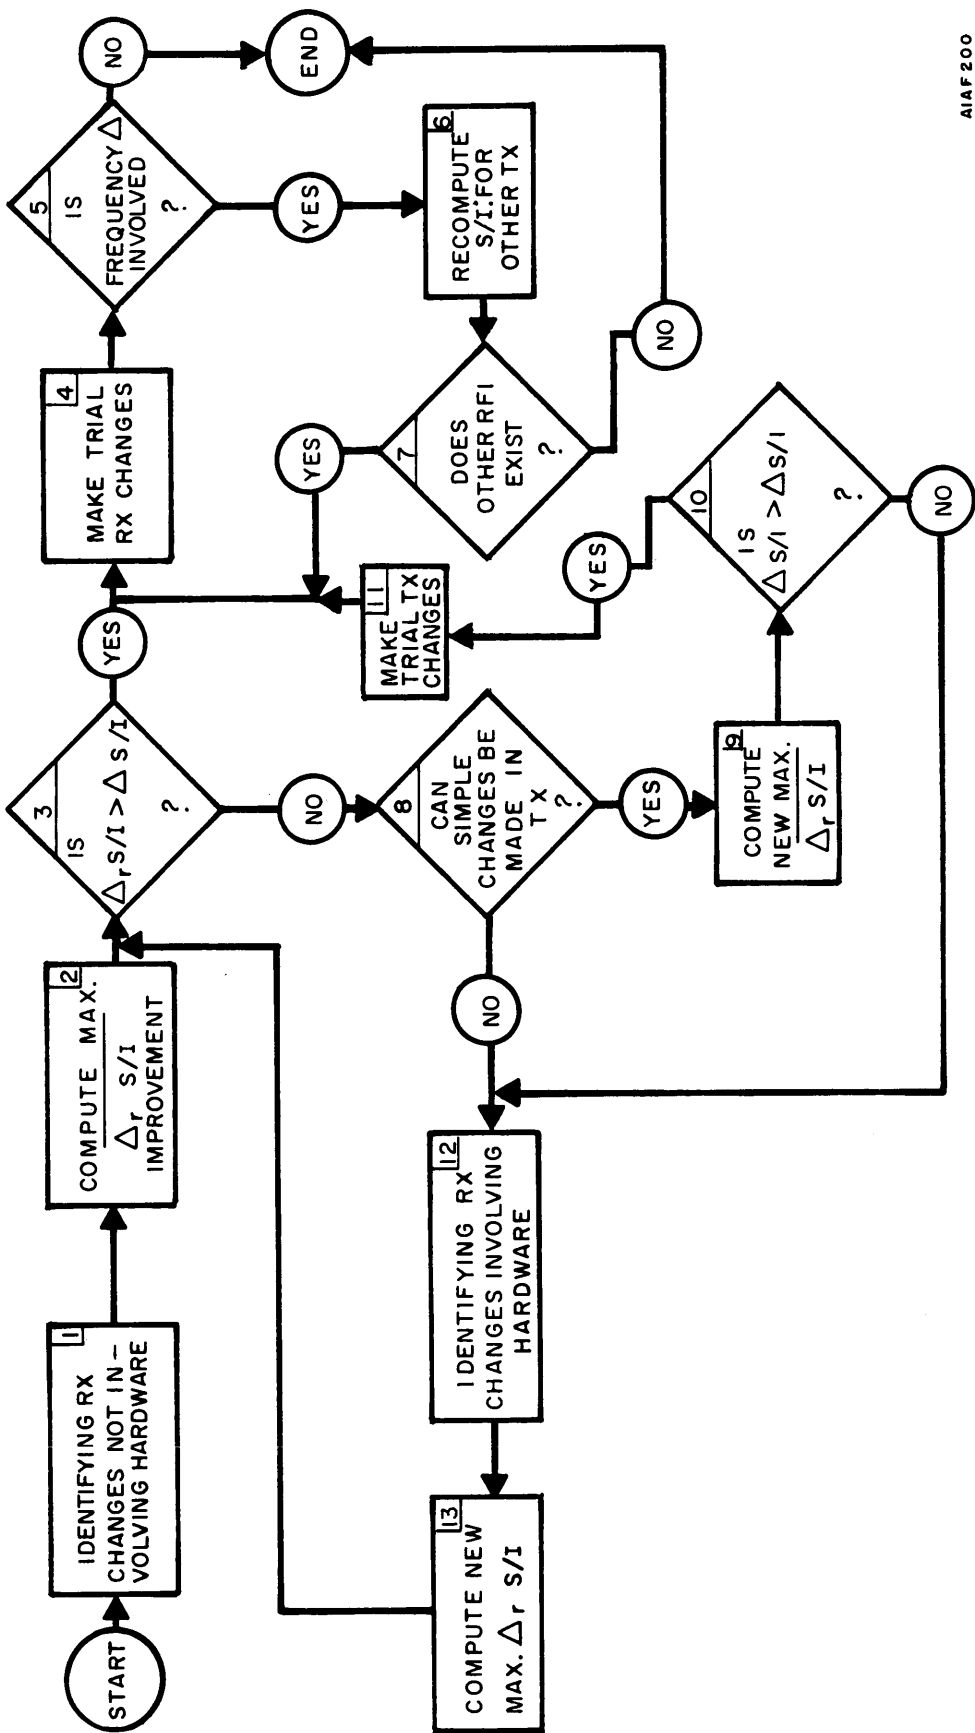 START
1
IDENTIFYING RX
CHANGES NOT IN-
VOLVING HARDWARE
2
COMPUTE MAX.
Δr S/I
IMPROVEMENT
3
IS
Δr S/I > Δ S/I
?
YES
4
MAKE TRIAL
RX CHANGES
5
IS
FREQUENCY Δ
INVOLVED
?
NO
END
YES
6
RECOMPUTE
S/I. FOR
OTHER TX
7
DOES
OTHER RFI
EXIST
?
YES
NO
NO
8
CAN
SIMPLE
CHANGES BE
MADE IN
TX
?
YES
NO
9
COMPUTE
NEW MAX.
Δr S/I
10
IS
Δ S/I > Δ S/I
?
YES
NO
11
MAKE
TRIAL TX
CHANGES
12
IDENTIFYING RX
CHANGES INVOLVING
HARDWARE
13
COMPUTE NEW
MAX. Δr S/I
A1AF200